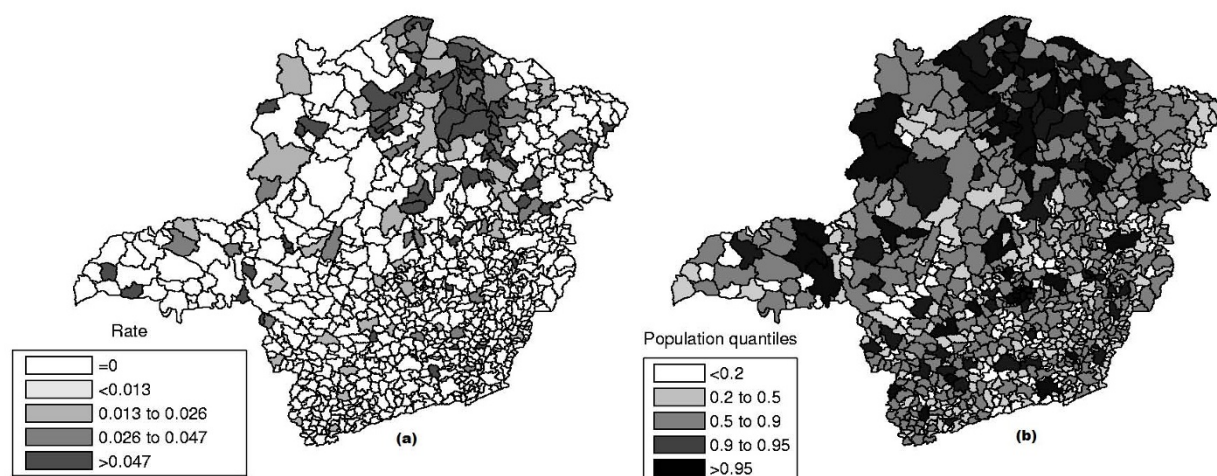 Rate
=0
<0.013
0.013 to 0.026
0.026 to 0.047
>0.047
(a)
Population quantiles
<0.2
0.2 to 0.5
0.5 to 0.9
0.9 to 0.95
>0.95
(b)